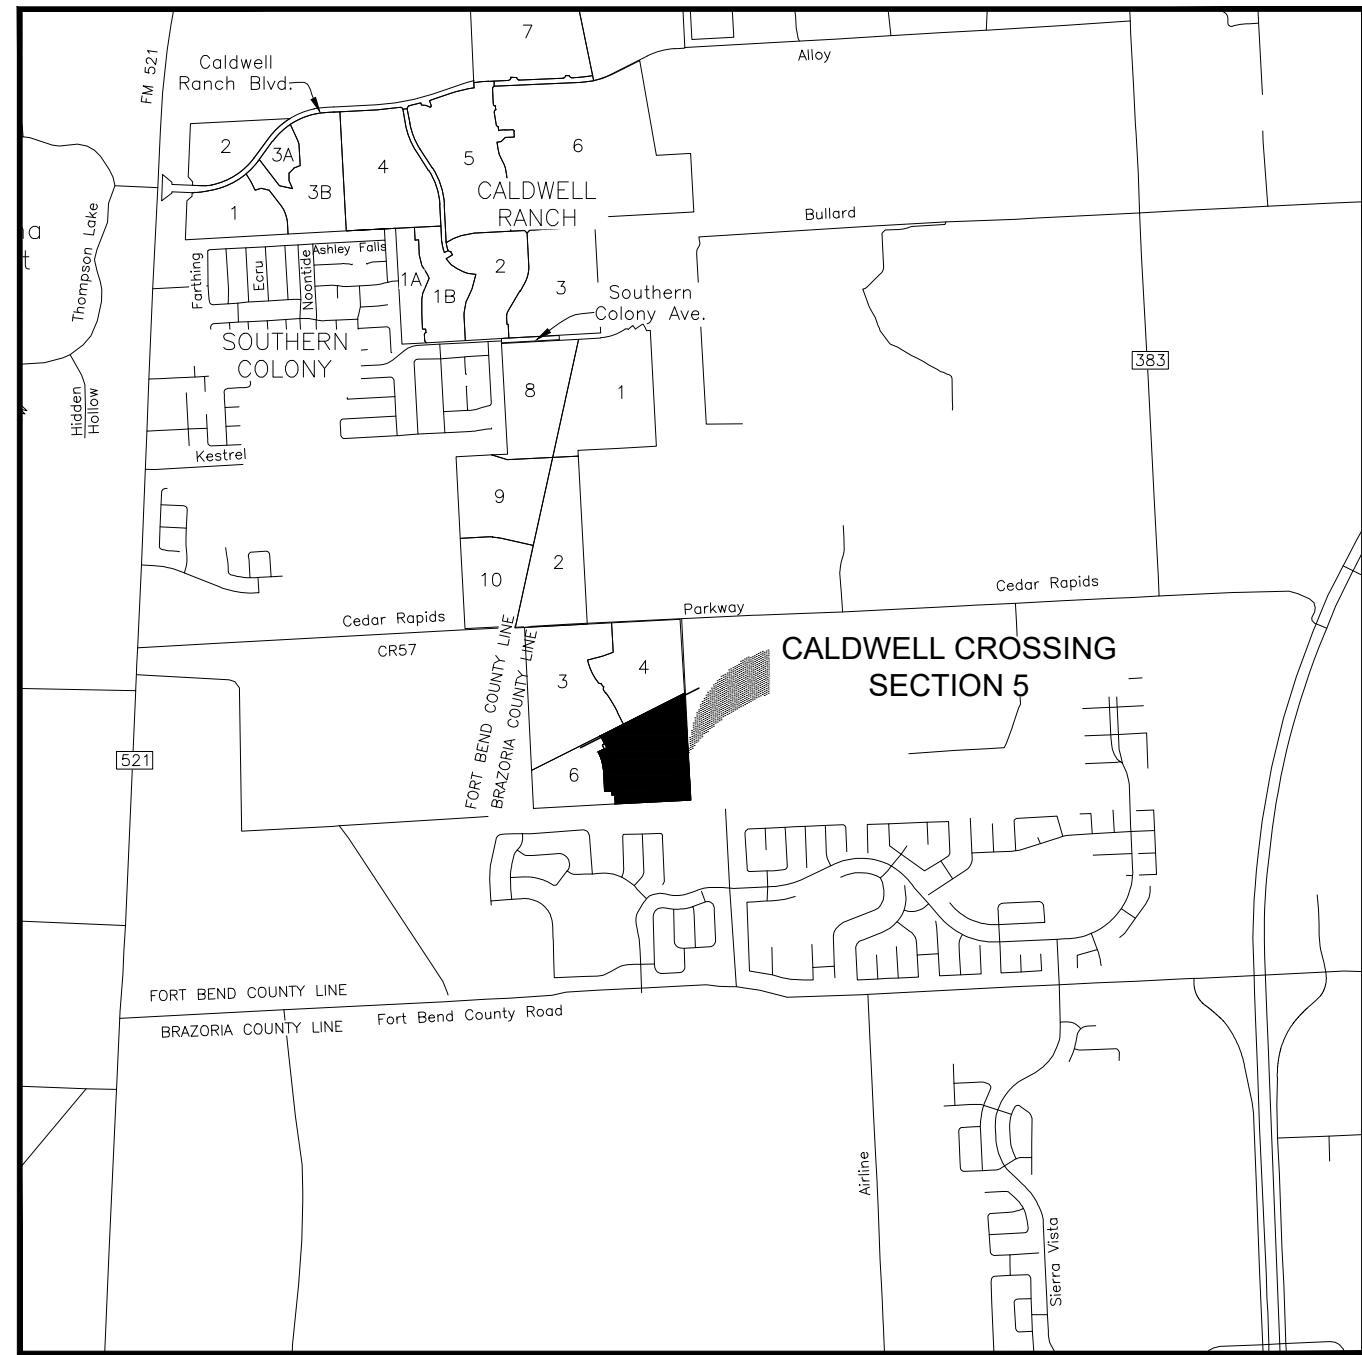 7
Alloy
FM 521
Caldwell
Ranch Blvd.
2
3A
3B
4
5
6
1
CALDWELL
RANCH
Bullard
Thompson Lake
Farthing
Ecru
Noontide
Ashley Falls
1A
1B
2
3
Southern
Colony Ave.
SOUTHERN
COLONY
383
Hidden
Hollow
8
1
Kestrel
9
10
2
Cedar Rapids
Parkway
Cedar Rapids
CR57
FORT BEND COUNTY LINE
BRAZORIA COUNTY LINE
3
4
CALDWELL CROSSING
SECTION 5
6
521
FORT BEND COUNTY LINE
BRAZORIA COUNTY LINE
Fort Bend County Road
Airline
Sierra Vista